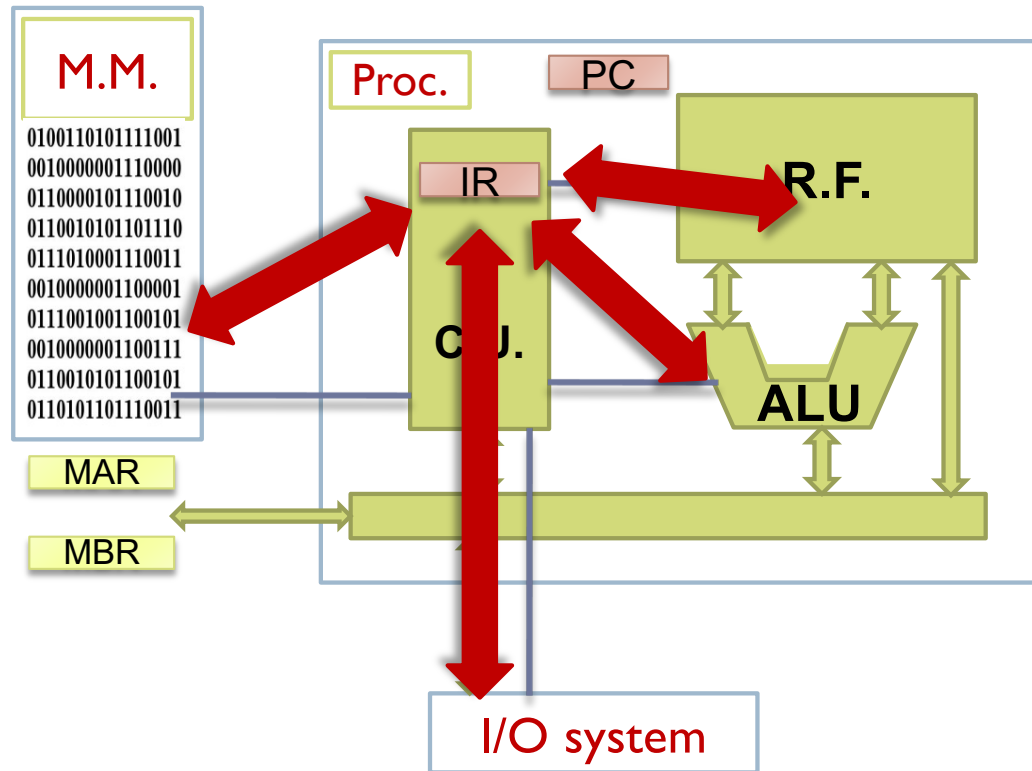 M.M.
0100110101111001
0010000001110000
0110000101110010
0110010101101110
0111010001110011
0010000001100001
0111001001100101
0010000001100111
0110010101100101
0110101101110011
MAR
MBR
Proc.
PC
IR
C.U.
R.F.
ALU
I/O system